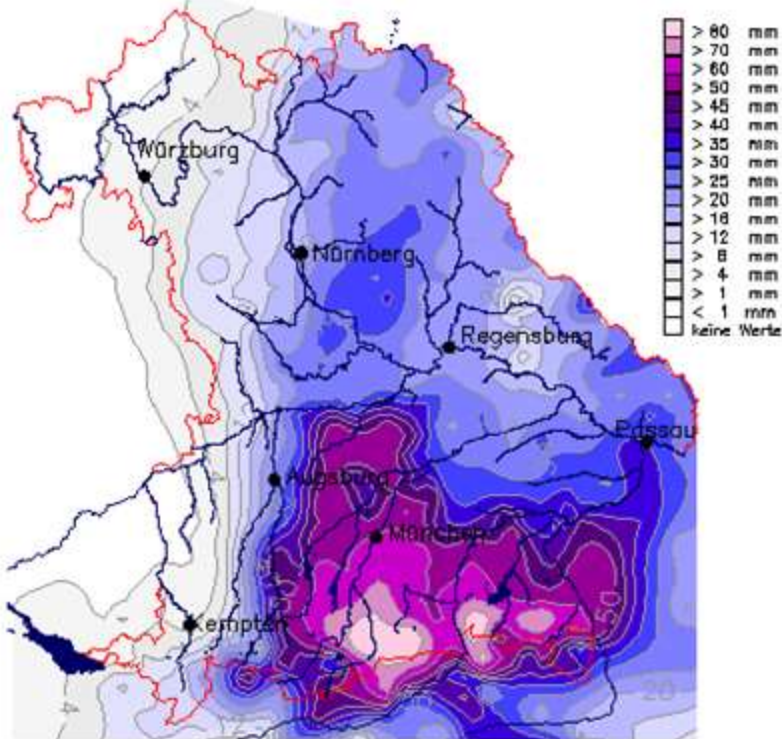 > 80 mm
> 70 mm
> 60 mm
> 50 mm
> 45 mm
> 40 mm
> 35 mm
> 30 mm
> 25 mm
> 20 mm
> 16 mm
> 12 mm
> 8 mm
> 4 mm
> 1 mm
< 1 mm
keine Werte
Würzburg
Nürnberg
Regensburg
Passau
Augsburg
München
Kempten
20
12